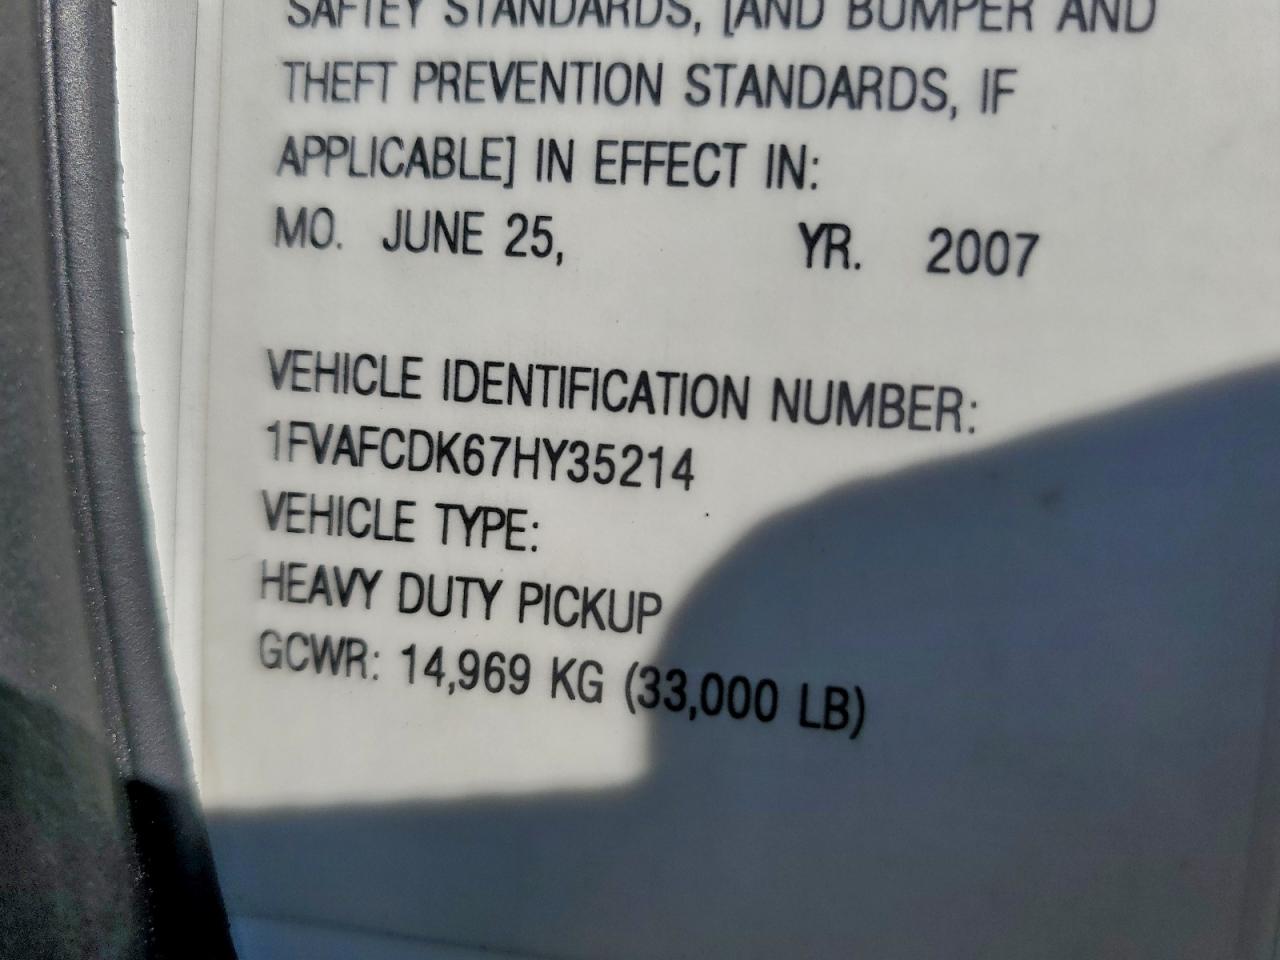 SAFTEY STANDARDS, [AND BUMPER AND
THEFT PREVENTION STANDARDS, IF
APPLICABLE] IN EFFECT IN:
MO. JUNE 25, YR. 2007
VEHICLE IDENTIFICATION NUMBER:
1FVAFCDK67HY35214
VEHICLE TYPE:
HEAVY DUTY PICKUP
GCWR: 14,969 KG (33,000 LB)